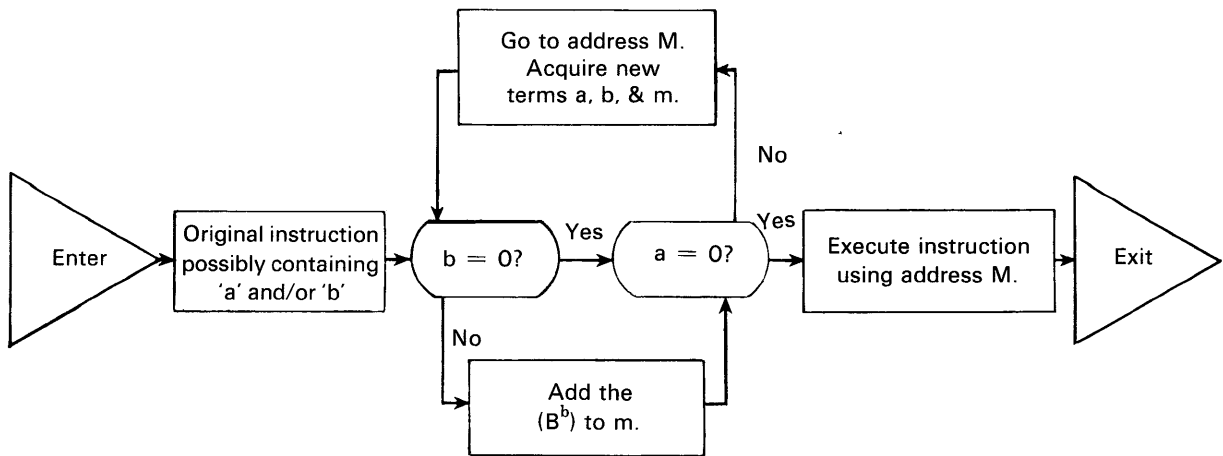 Go to address M.
Acquire new
terms a, b, & m.
No
Enter
Original instruction
possibly containing
'a' and/or 'b'
b = 0?
Yes
a = 0?
Yes
Execute instruction
using address M.
Exit
No
Add the
(B^b) to m.